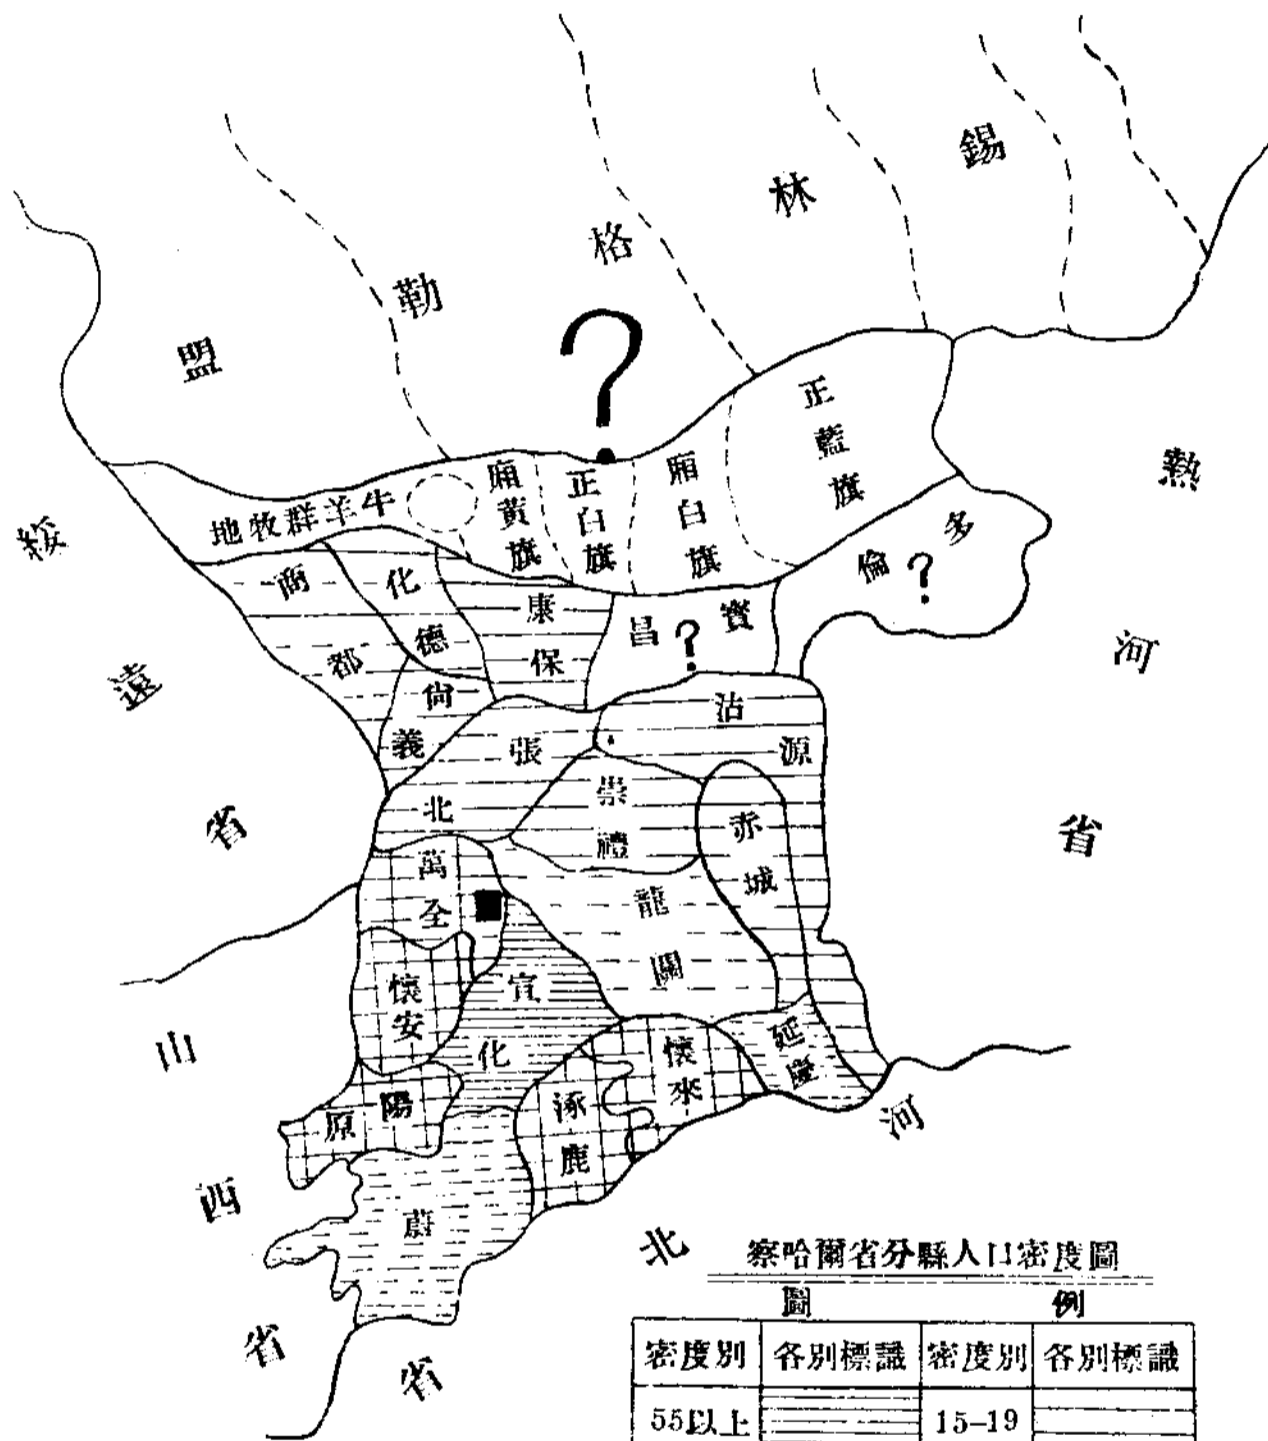 錫林格勒盟
?
正藍旗
廂白旗
正白旗
廂黃旗
牛羊群牧地
熱河省
綏遠省
多倫
?
商都
化德
康保
寶昌
?
尙義
張北
沽源
崇禮
赤城
萬全
龍關
懷安
宣化
延慶
懷來
涿鹿
陽原
蔚
山西省
河北省
察哈爾省分縣人口密度圖
圖例
密度別 各別標識 密度別 各別標識
55以上 15–19